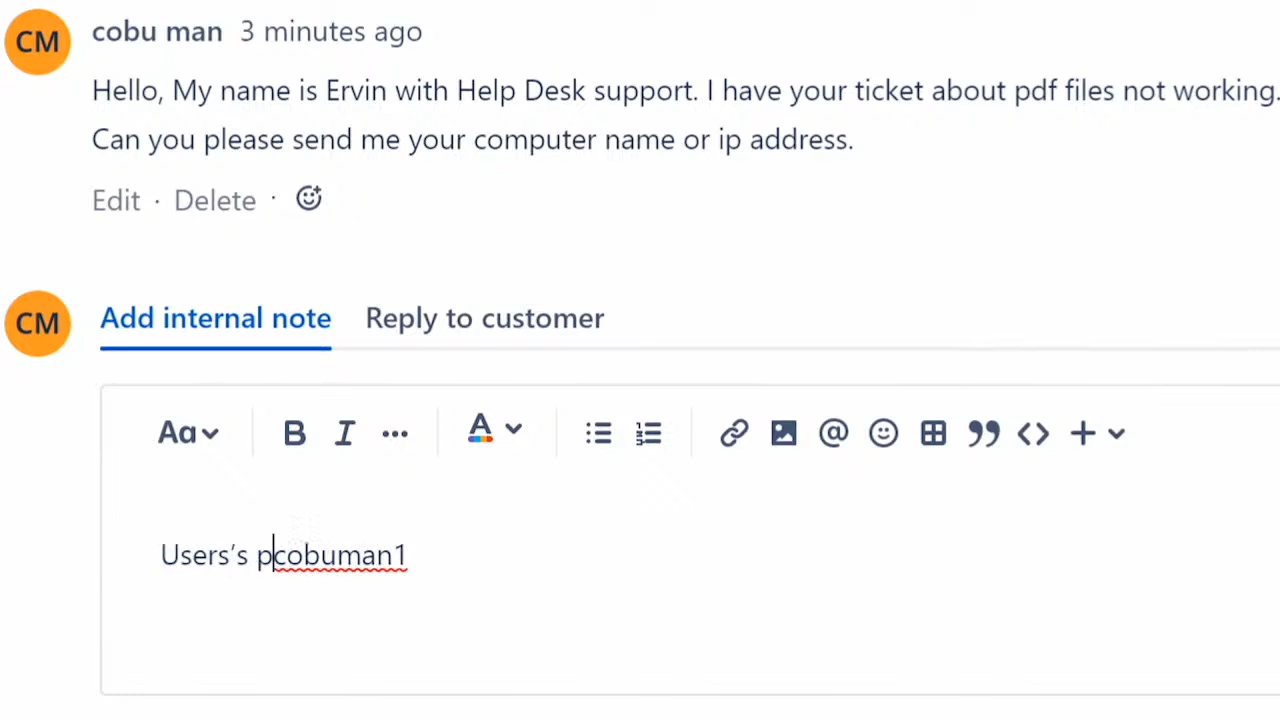 CM cobu man 3 minutes ago
Hello, My name is Ervin with Help Desk support. I have your ticket about pdf files not working.
Can you please send me your computer name or ip address.
Edit · Delete ·
CM Add internal note Reply to customer
Aa B I ... A
Users’s pcobuman1